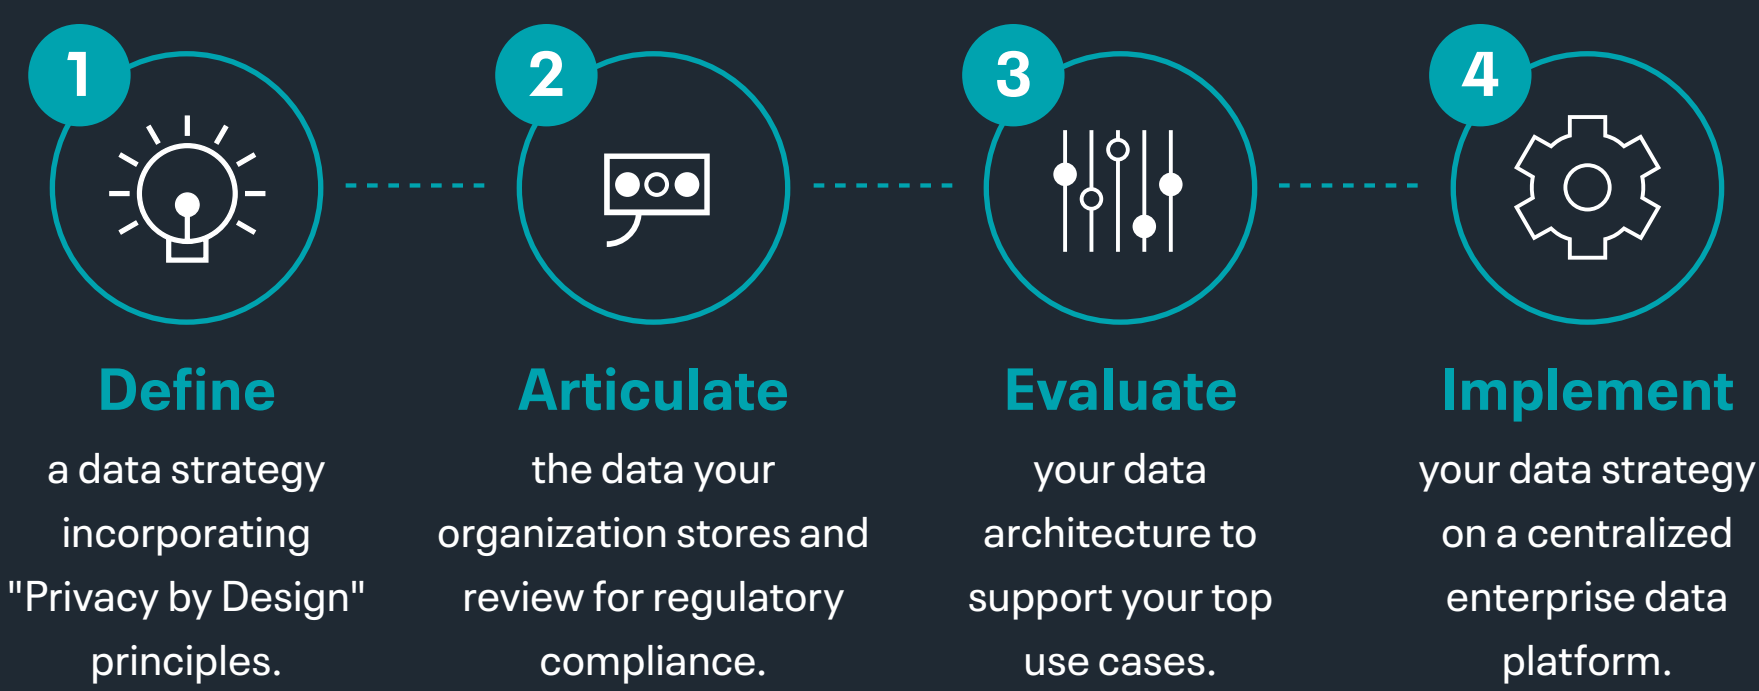 1
Define
a data strategy
incorporating
"Privacy by Design"
principles.
2
Articulate
the data your
organization stores and
review for regulatory
compliance.
3
Evaluate
your data
architecture to
support your top
use cases.
4
Implement
your data strategy
on a centralized
enterprise data
platform.